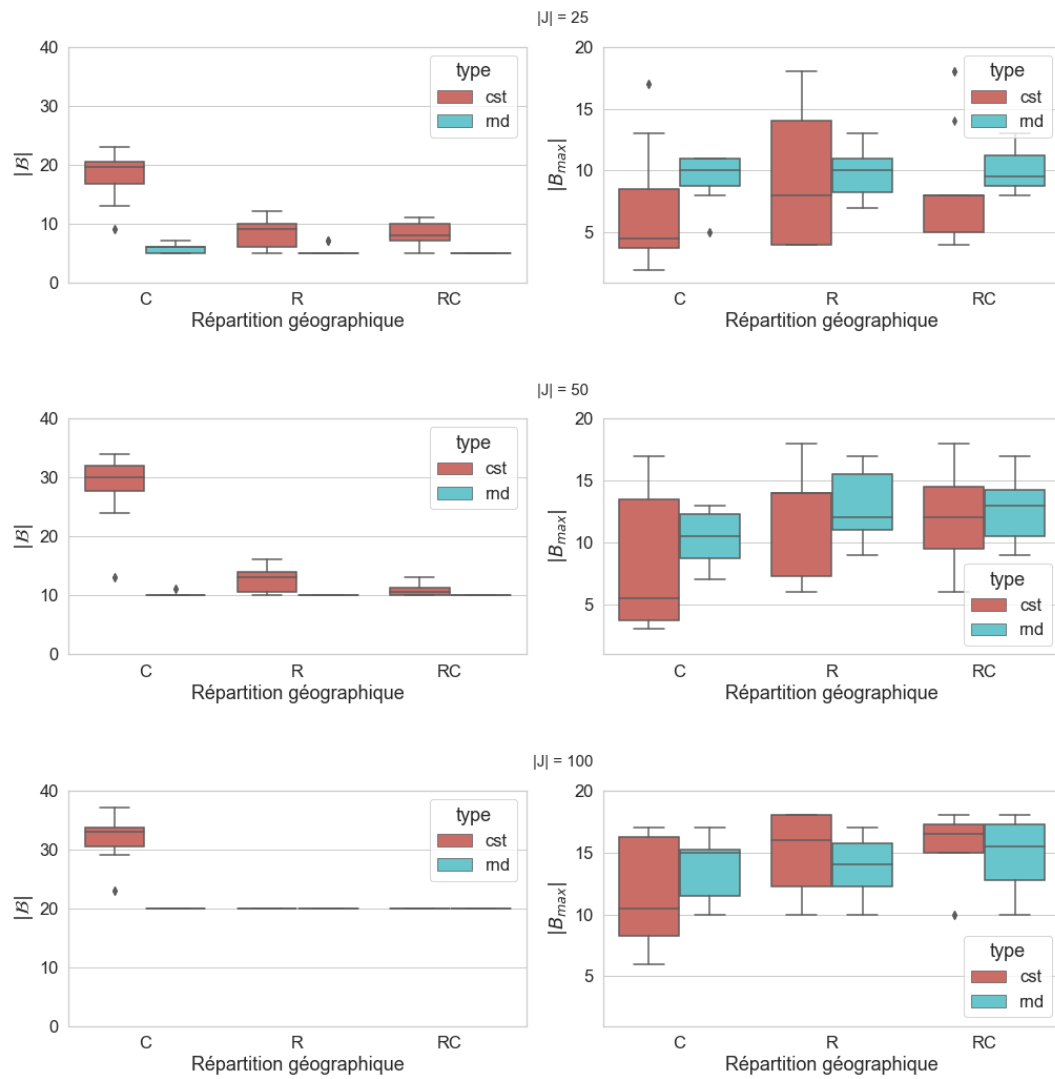 |J| = 25
40
30
20
10
0
|B|
type
cst
rnd
C
R
RC
Répartition géographique
20
15
10
5
|B_max|
type
cst
rnd
C
R
RC
Répartition géographique
|J| = 50
40
30
20
10
0
|B|
type
cst
rnd
C
R
RC
Répartition géographique
20
15
10
5
|B_max|
type
cst
rnd
C
R
RC
Répartition géographique
|J| = 100
40
30
20
10
0
|B|
type
cst
rnd
C
R
RC
Répartition géographique
20
15
10
5
|B_max|
type
cst
rnd
C
R
RC
Répartition géographique